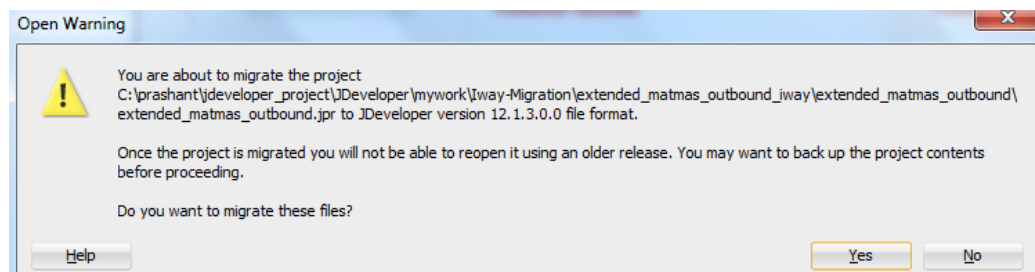 Open Warning
You are about to migrate the project
C:\prashant\jdeveloper_project\JDeveloper\mywork\Iway-Migration\extended_matmas_outbound_iway\extended_matmas_outbound\
extended_matmas_outbound.jpr to JDeveloper version 12.1.3.0.0 file format.
Once the project is migrated you will not be able to reopen it using an older release. You may want to back up the project contents
before proceeding.
Do you want to migrate these files?
Help Yes No